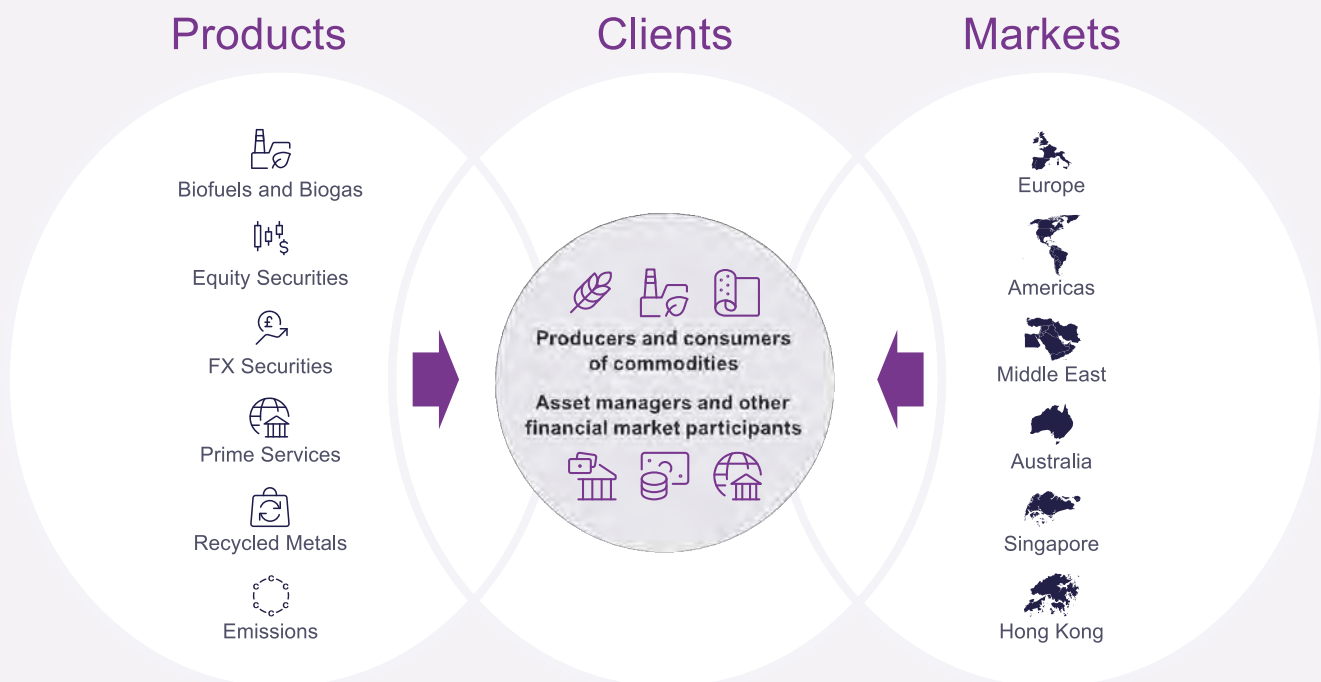 Products
Clients
Markets
Biofuels and Biogas
Equity Securities
FX Securities
Prime Services
Recycled Metals
Emissions
Producers and consumers
of commodities
Asset managers and other
financial market participants
Europe
Americas
Middle East
Australia
Singapore
Hong Kong